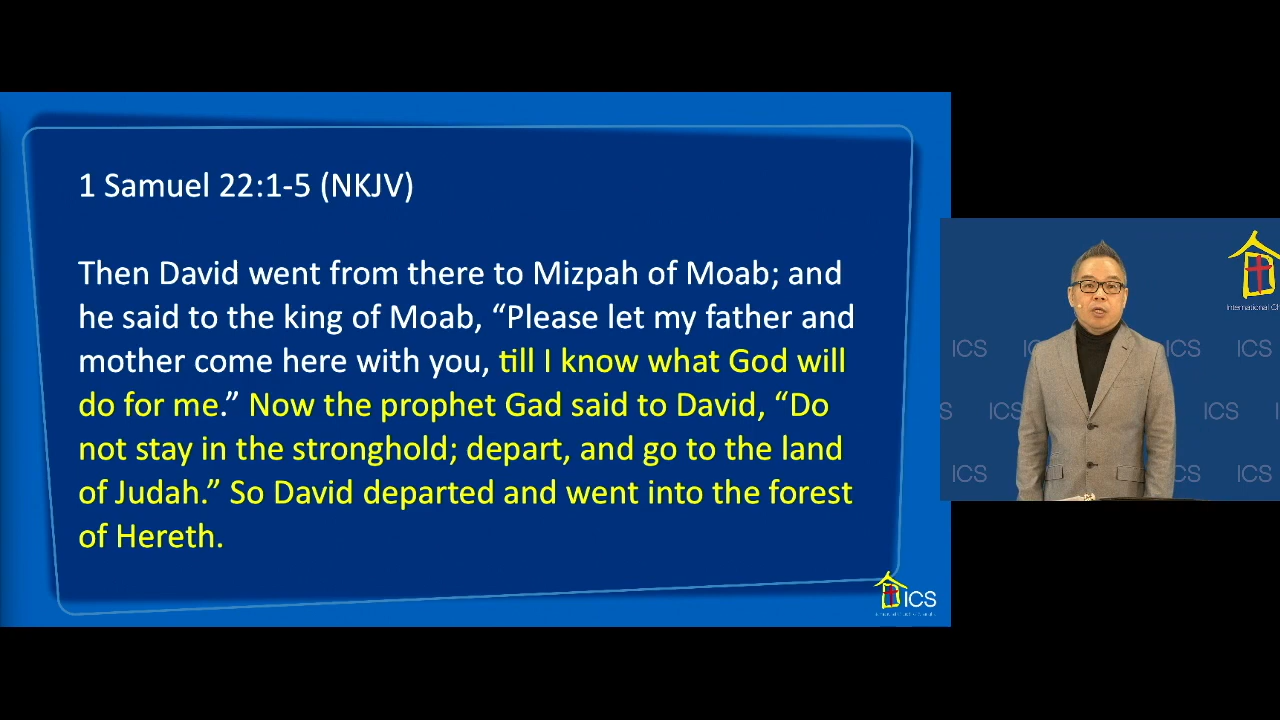 1 Samuel 22:1-5 (NKJV)
Then David went from there to Mizpah of Moab; and
he said to the king of Moab, “Please let my father and
mother come here with you, till I know what God will
do for me.” Now the prophet Gad said to David, “Do
not stay in the stronghold; depart, and go to the land
of Judah.” So David departed and went into the forest
of Hereth.
ICS
International Ch
ICS
ICS
ICS
ICS
ICS
ICS
ICS
ICS